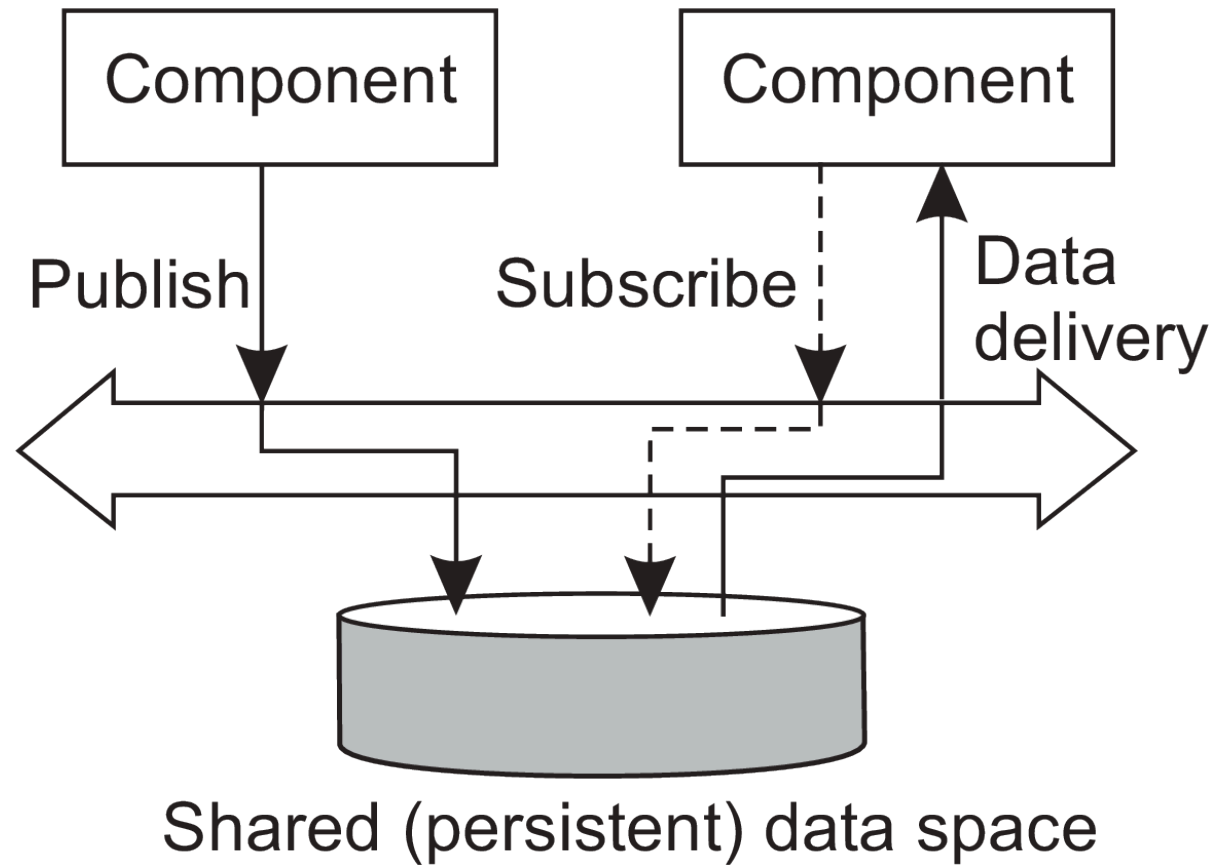 Component
Component
Publish
Subscribe
Data
delivery
Shared (persistent) data space